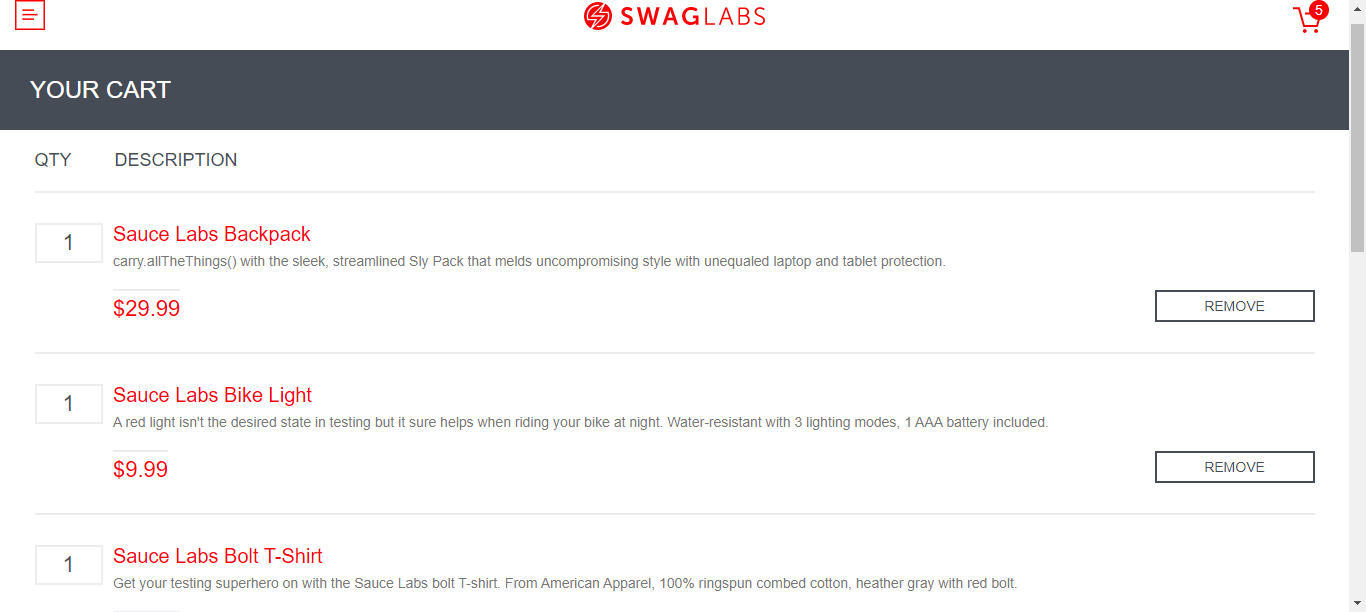 SWAGLABS
5
YOUR CART
QTY DESCRIPTION
1 Sauce Labs Backpack
carry.allTheThings() with the sleek, streamlined Sly Pack that melds uncompromising style with unequaled laptop and tablet protection.
$29.99 REMOVE
1 Sauce Labs Bike Light
A red light isn't the desired state in testing but it sure helps when riding your bike at night. Water-resistant with 3 lighting modes, 1 AAA battery included.
$9.99 REMOVE
1 Sauce Labs Bolt T-Shirt
Get your testing superhero on with the Sauce Labs bolt T-shirt. From American Apparel, 100% ringspun combed cotton, heather gray with red bolt.